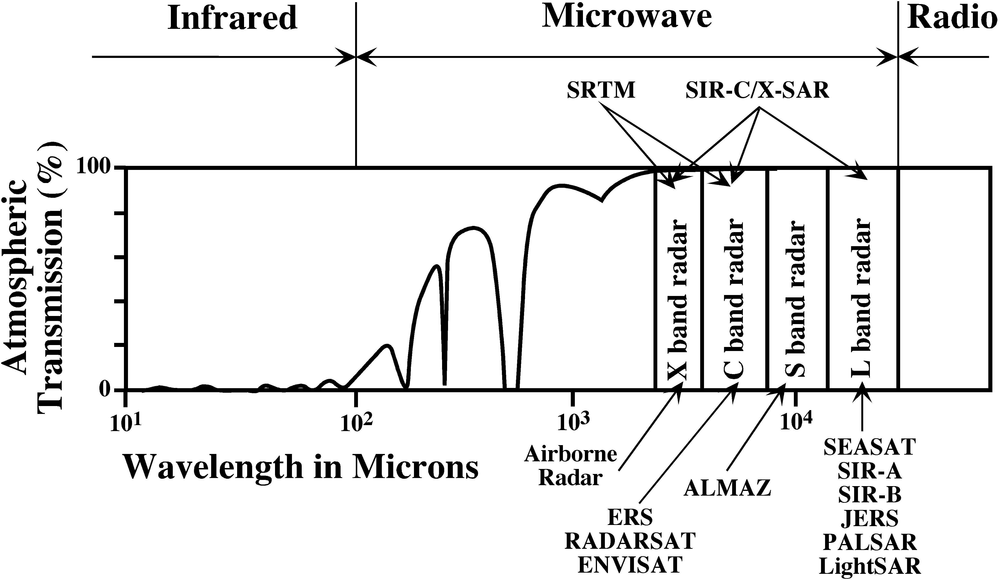 Infrared
Microwave
Radio
SRTM
SIR-C/X-SAR
Atmospheric
Transmission (%)
100
0
X band radar
C band radar
S band radar
L band radar
10¹
10²
10³
10⁴
Wavelength in Microns
Airborne
Radar
ALMAZ
ERS
RADARSAT
ENVISAT
SEASAT
SIR-A
SIR-B
JERS
PALSAR
LightSAR